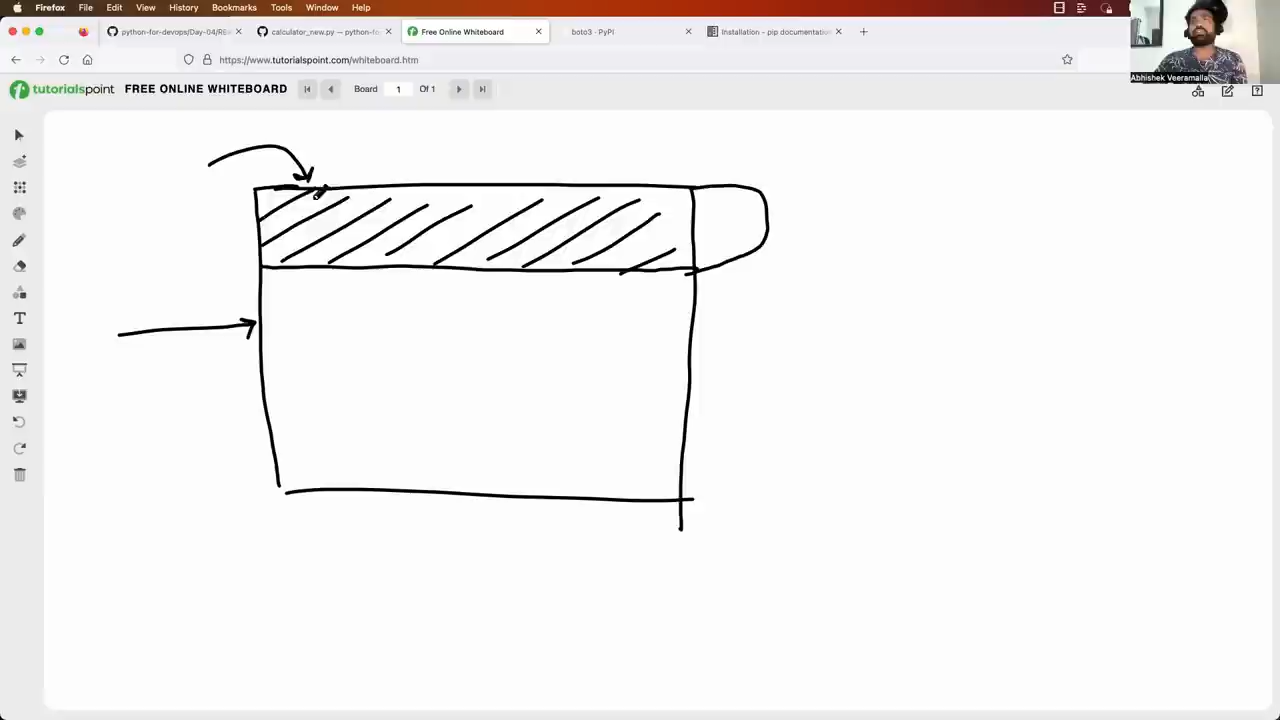 Firefox File Edit View History Bookmarks Tools Window Help
python-for-devops/Day-04/RE
calculator_new.py — python-fo
Free Online Whiteboard
boto3 · PyPI
Installation - pip documentatio
https://www.tutorialspoint.com/whiteboard.htm
tutorialspoint FREE ONLINE WHITEBOARD Board 1 Of 1
Abhishek Veeramalla
T